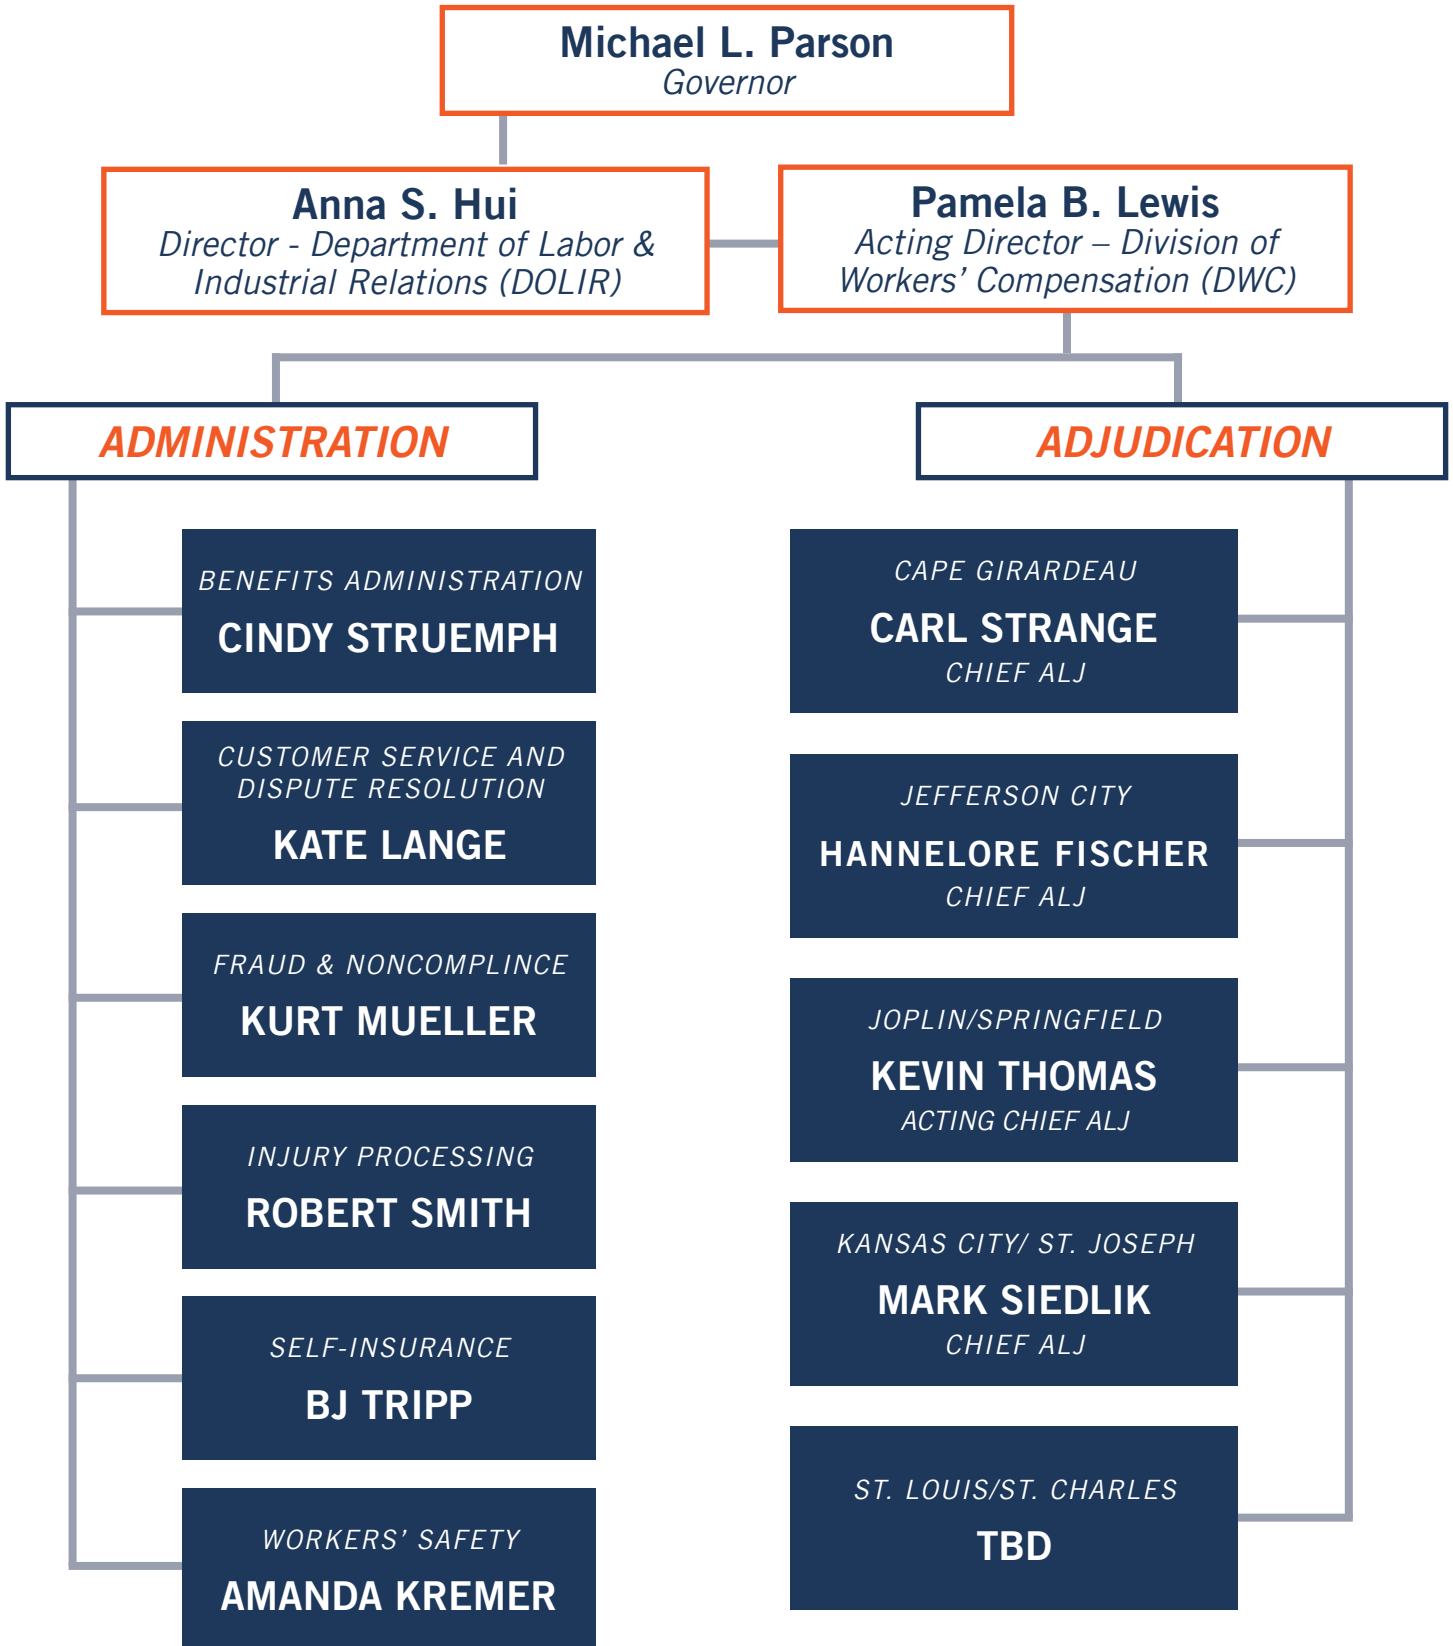 Michael L. Parson
Governor
Anna S. Hui
Director - Department of Labor &
Industrial Relations (DOLIR)
Pamela B. Lewis
Acting Director – Division of
Workers’ Compensation (DWC)
ADMINISTRATION
BENEFITS ADMINISTRATION
CINDY STRUEMPH
CUSTOMER SERVICE AND
DISPUTE RESOLUTION
KATE LANGE
FRAUD & NONCOMPLINCE
KURT MUELLER
INJURY PROCESSING
ROBERT SMITH
SELF-INSURANCE
BJ TRIPP
WORKERS’ SAFETY
AMANDA KREMER
ADJUDICATION
CAPE GIRARDEAU
CARL STRANGE
CHIEF ALJ
JEFFERSON CITY
HANNELORE FISCHER
CHIEF ALJ
JOPLIN/SPRINGFIELD
KEVIN THOMAS
ACTING CHIEF ALJ
KANSAS CITY/ ST. JOSEPH
MARK SIEDLIK
CHIEF ALJ
ST. LOUIS/ST. CHARLES
TBD